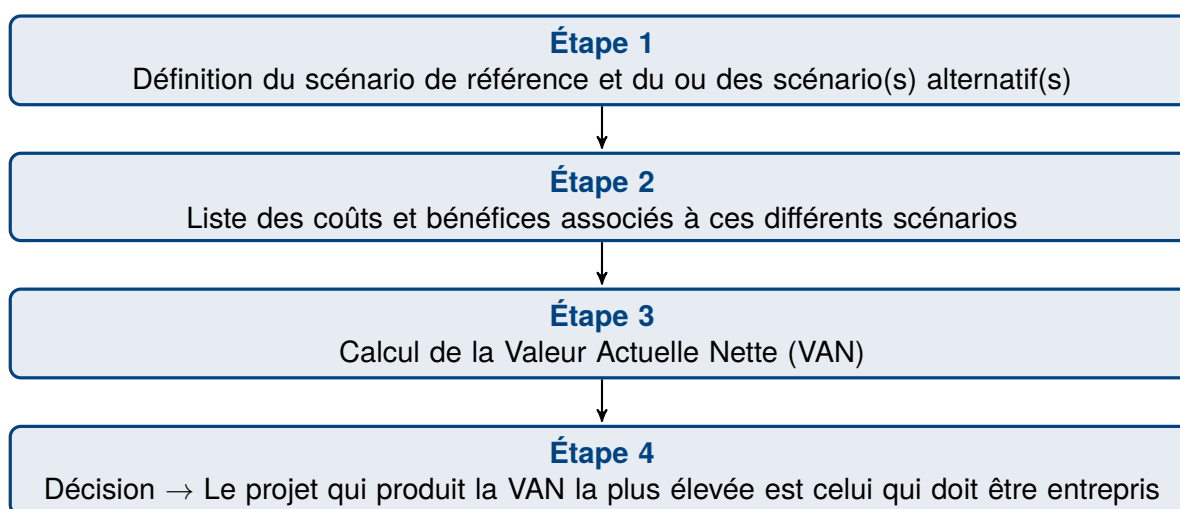 Étape 1
Définition du scénario de référence et du ou des scénario(s) alternatif(s)
Étape 2
Liste des coûts et bénéfices associés à ces différents scénarios
Étape 3
Calcul de la Valeur Actuelle Nette (VAN)
Étape 4
Décision → Le projet qui produit la VAN la plus élevée est celui qui doit être entrepris